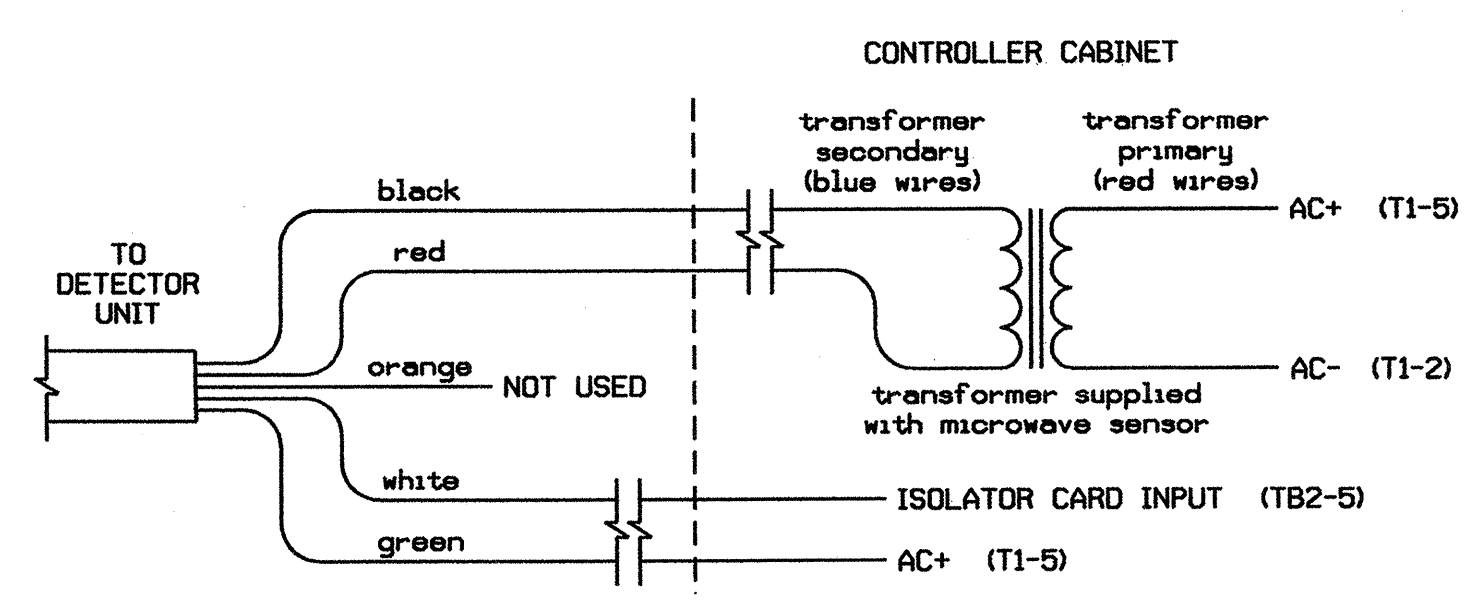 CONTROLLER CABINET
transformer
secondary
(blue wires)
transformer
primary
(red wires)
black
AC+ (T1-5)
red
TO
DETECTOR
UNIT
orange
NOT USED
AC- (T1-2)
transformer supplied
with microwave sensor
white
ISOLATOR CARD INPUT (TB2-5)
green
AC+ (T1-5)